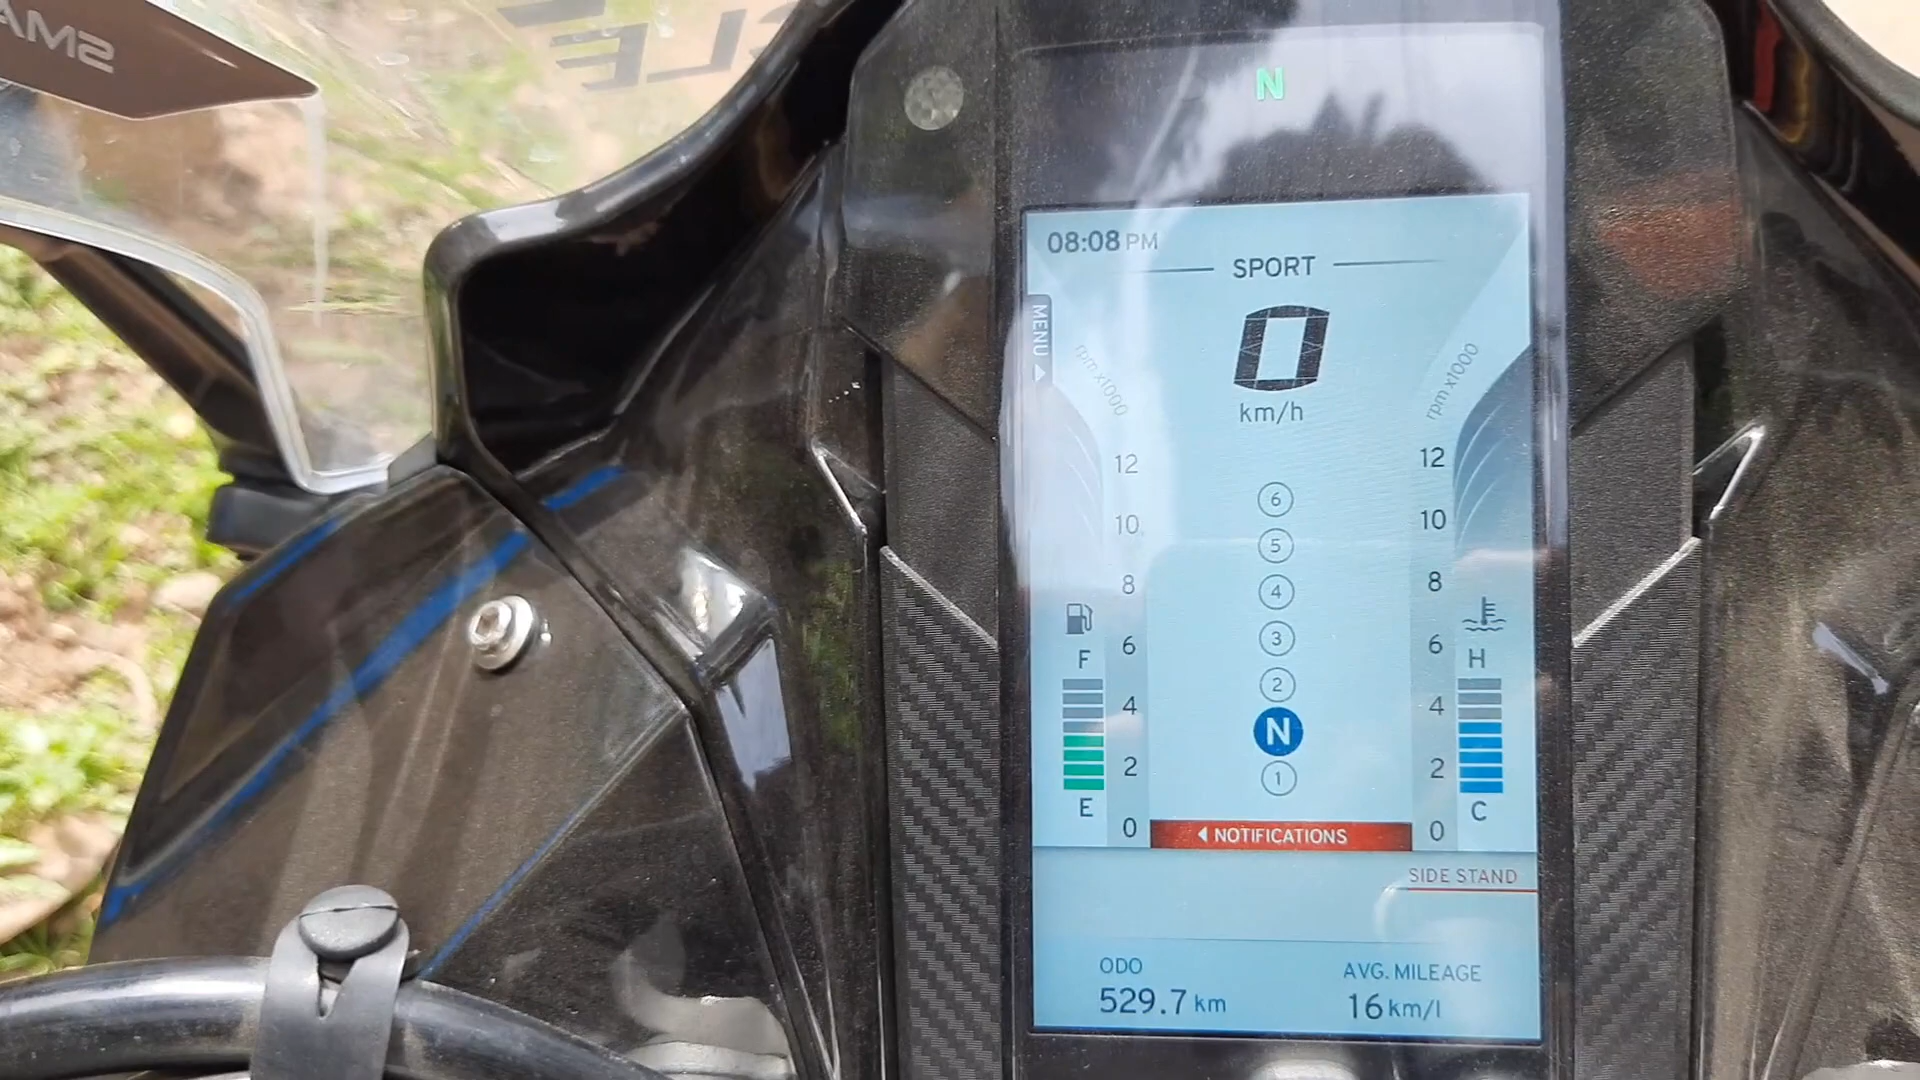 N
08:08 PM
SPORT
MENU
0
km/h
rpm x1000
rpm x1000
12
10
8
6
4
2
0
12
10
8
6
4
2
0
6
5
4
3
2
N
1
F
E
H
C
NOTIFICATIONS
SIDE STAND
ODO
529.7 km
AVG. MILEAGE
16 km/l